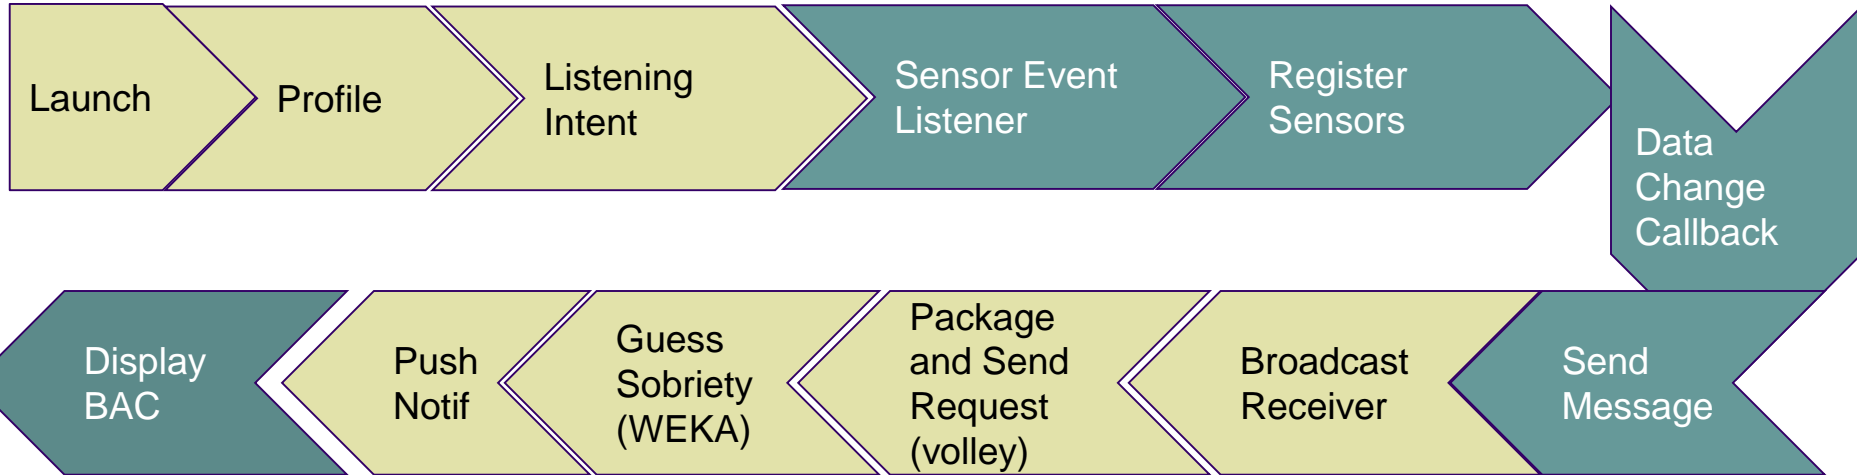 Launch
Profile
Listening
Intent
Sensor Event
Listener
Register
Sensors
Data
Change
Callback
Send
Message
Broadcast
Receiver
Package
and Send
Request
(volley)
Guess
Sobriety
(WEKA)
Push
Notif
Display
BAC